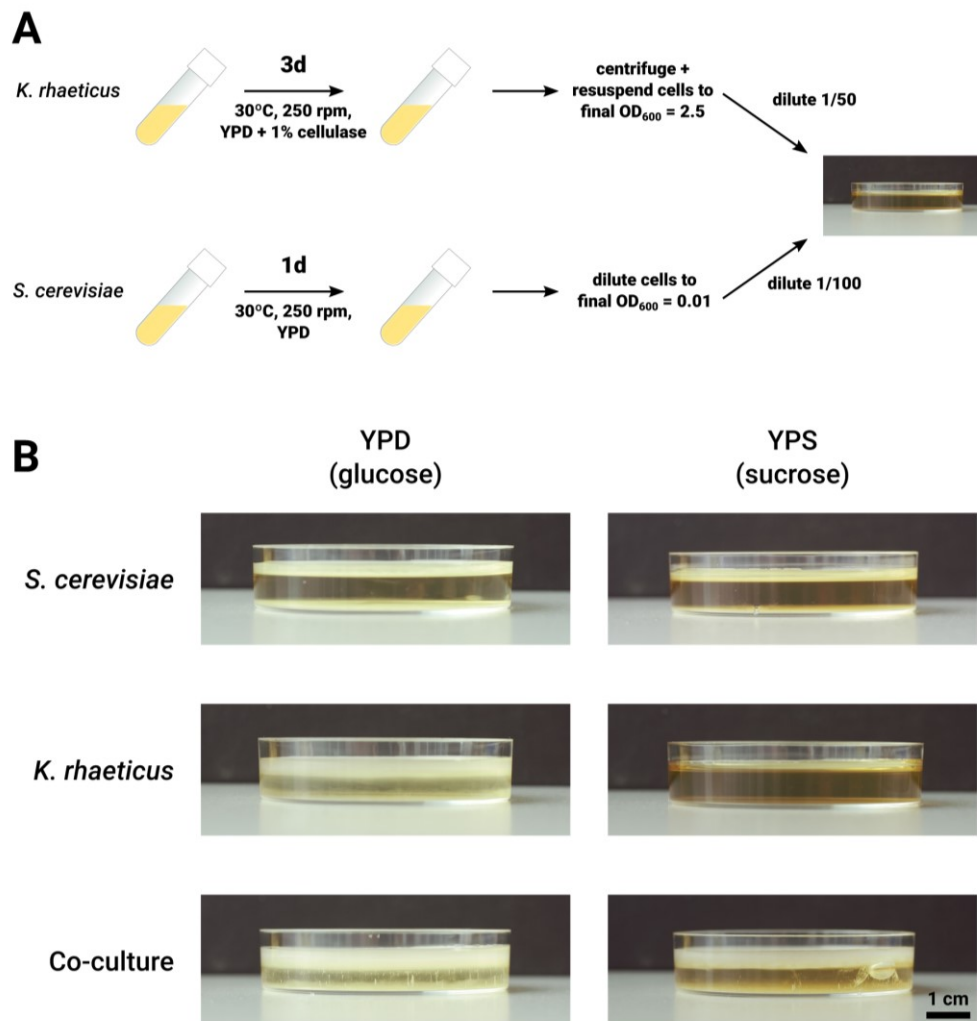 A
K. rhaeticus
3d
30°C, 250 rpm,
YPD + 1% cellulase
centrifuge +
resuspend cells to
final OD600 = 2.5
dilute 1/50
S. cerevisiae
1d
30°C, 250 rpm,
YPD
dilute cells to
final OD600 = 0.01
dilute 1/100
B
YPD
(glucose)
YPS
(sucrose)
S. cerevisiae
K. rhaeticus
Co-culture
1 cm